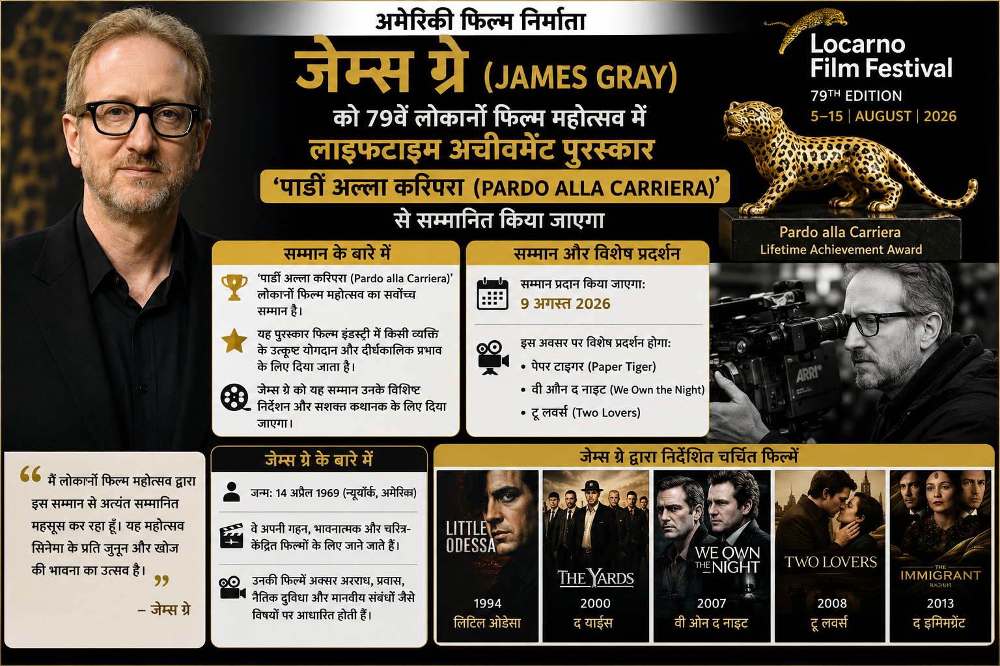 अमेरिकी फिल्म निर्माता
जेम्स ग्रे (JAMES GRAY)
को 79वें लोकार्नो फिल्म महोत्सव में
लाइफटाइम अचीवमेंट पुरस्कार
‘पार्डी अल्ला करिपरा (PARDO ALLA CARRIERA)’
से सम्मानित किया जाएगा
Locarno
Film Festival
79TH EDITION
5–15 | AUGUST | 2026
Pardo alla Carriera
Lifetime Achievement Award
सम्मान के बारे में
‘पार्डी अल्ला करिपरा (Pardo alla Carriera)’
लोकार्नो फिल्म महोत्सव का सर्वोच्च
सम्मान है।
यह पुरस्कार फिल्म इंडस्ट्री में किसी व्यक्ति
के उत्कृष्ट योगदान और दीर्घकालिक प्रभाव
के लिए दिया जाता है।
जेम्स ग्रे को यह सम्मान उनके विशिष्ट
निर्देशन और सशक्त कथानक के लिए दिया
जाएगा।
सम्मान और विशेष प्रदर्शन
सम्मान प्रदान किया जाएगा:
9 अगस्त 2026
इस अवसर पर विशेष प्रदर्शन होगा:
• पेपर टाइगर (Paper Tiger)
• वी औन द नाइट (We Own the Night)
• टू लवर्स (Two Lovers)
ARRI
“ मैं लोकार्नो फिल्म महोत्सव द्वारा
इस सम्मान से अत्यंत सम्मानित
महसूस कर रहा हूँ। यह महोत्सव
सिनेमा के प्रति जुनून और खोज
की भावना का उत्सव है। ”
– जेम्स ग्रे
जेम्स ग्रे के बारे में
जन्म: 14 अप्रैल 1969 (न्यूयॉर्क, अमेरिका)
वे अपनी गहन, भावनात्मक और चरित्र-
केंद्रित फिल्मों के लिए जाने जाते हैं।
उनकी फिल्में अक्सर अरराध, प्रवास,
नैतिक दुविधा और मानवीय संबंधों जैसे
विषयों पर आधारित होती हैं।
जेम्स ग्रे द्वारा निर्देशित चर्चित फिल्में
LITTLE
ODESSA
1994
लिटिल ओडेसा
THE YARDS
2000
द यार्ड्स
WE OWN
THE NIGHT
2007
वी ओन द नाइट
TWO LOVERS
2008
टू लवर्स
THE
IMMIGRANT
2013
द इमिमग्रेंट